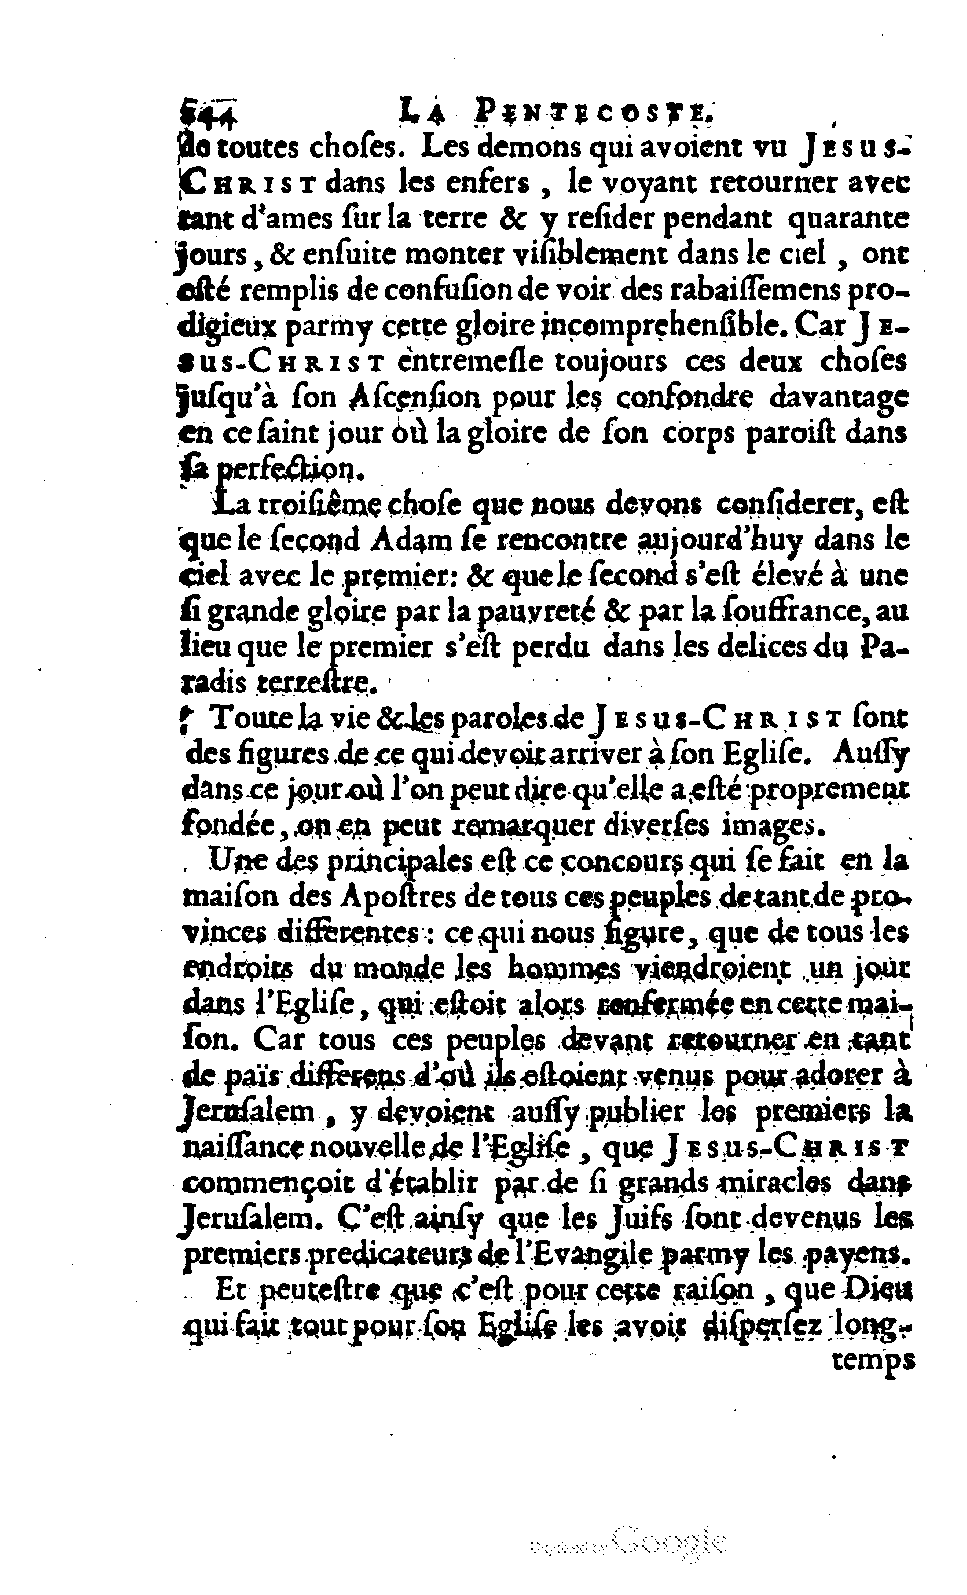 544 LA PENTECOSTE.
de toutes choſes. Les demons qui avoient vu JESUS-
CHRIST dans les enfers, le voyant retourner avec
tant d'ames ſur la terre & y reſider pendant quarante
jours, & enſuite monter viſiblement dans le ciel, ont
eſté remplis de confuſion de voir des rabaiſſemens pro-
digieux parmy cette gloire incomprehenſible. Car JE-
SUS-CHRIST entremeſle toujours ces deux choſes
juſqu'à ſon Aſcenſion pour les confondre davantage
en ce ſaint jour où la gloire de ſon corps paroiſt dans
ſa perfection.
La troiſiême choſe que nous devons conſiderer, eſt
que le ſecond Adam ſe rencontre aujourd'huy dans le
ciel avec le premier: & que le ſecond s'eſt élevé à une
ſi grande gloire par la pauvreté & par la ſouffrance, au
lieu que le premier s'eſt perdu dans les delices du Pa-
radis terreſtre.
Toute la vie & les paroles de JESUS-CHRIST ſont
des figures de ce qui devoit arriver à ſon Egliſe. Auſſy
dans ce jour où l'on peut dire qu'elle a eſté proprement
fondée, on en peut remarquer diverſes images.
Une des principales eſt ce concours qui ſe fait en la
maiſon des Apoſtres de tous ces peuples de tant de pro-
vinces differentes: ce qui nous figure, que de tous les
endroits du monde les hommes viendroient un jour
dans l'Egliſe, qui eſtoit alors renfermée en cette mai-
ſon. Car tous ces peuples devant retourner en tant
de païs differens d'où ils eſtoient venus pour adorer à
Jeruſalem, y devoient auſſy publier les premiers la
naiſſance nouvelle de l'Egliſe, que JESUS-CHRIST
commençoit d'établir par de ſi grands miracles dans
Jeruſalem. C'eſt ainſy que les Juifs ſont devenus les
premiers predicateurs de l'Evangile parmy les payens.
Et peuteſtre que c'eſt pour cette raiſon, que Dieu
qui fait tout pour ſon Egliſe les avoit diſperſez long-
temps
Digitized by Google